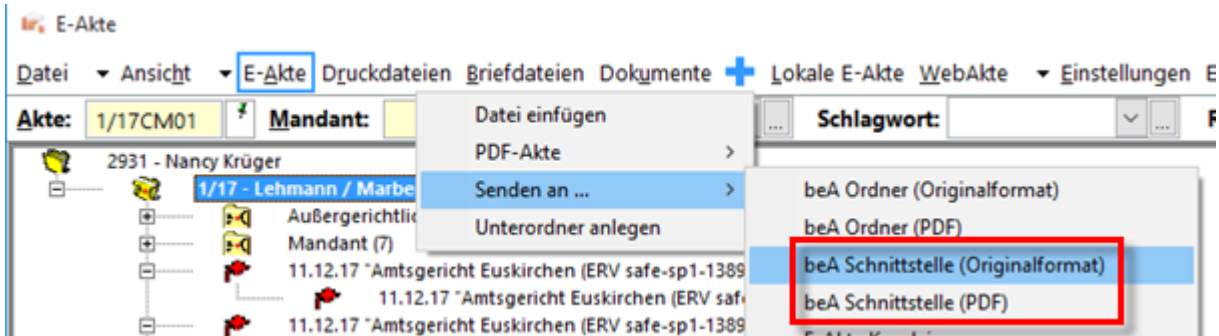 E-Akte
Datei Ansicht E-Akte Druckdateien Briefdateien Dokumente Lokale E-Akte WebAkte Einstellungen E
Akte: 1/17CM01 Mandant: ... Schlagwort: ...
2931 - Nancy Krüger
1/17 - Lehmann / Marbe
Außergerichtlic
Mandant (7)
11.12.17 "Amtsgericht Euskirchen (ERV safe-sp1-1389
11.12.17 "Amtsgericht Euskirchen (ERV safe
11.12.17 "Amtsgericht Euskirchen (ERV safe-sp1-1389
Datei einfügen
PDF-Akte
Senden an ...
Unterordner anlegen
beA Ordner (Originalformat)
beA Ordner (PDF)
beA Schnittstelle (Originalformat)
beA Schnittstelle (PDF)